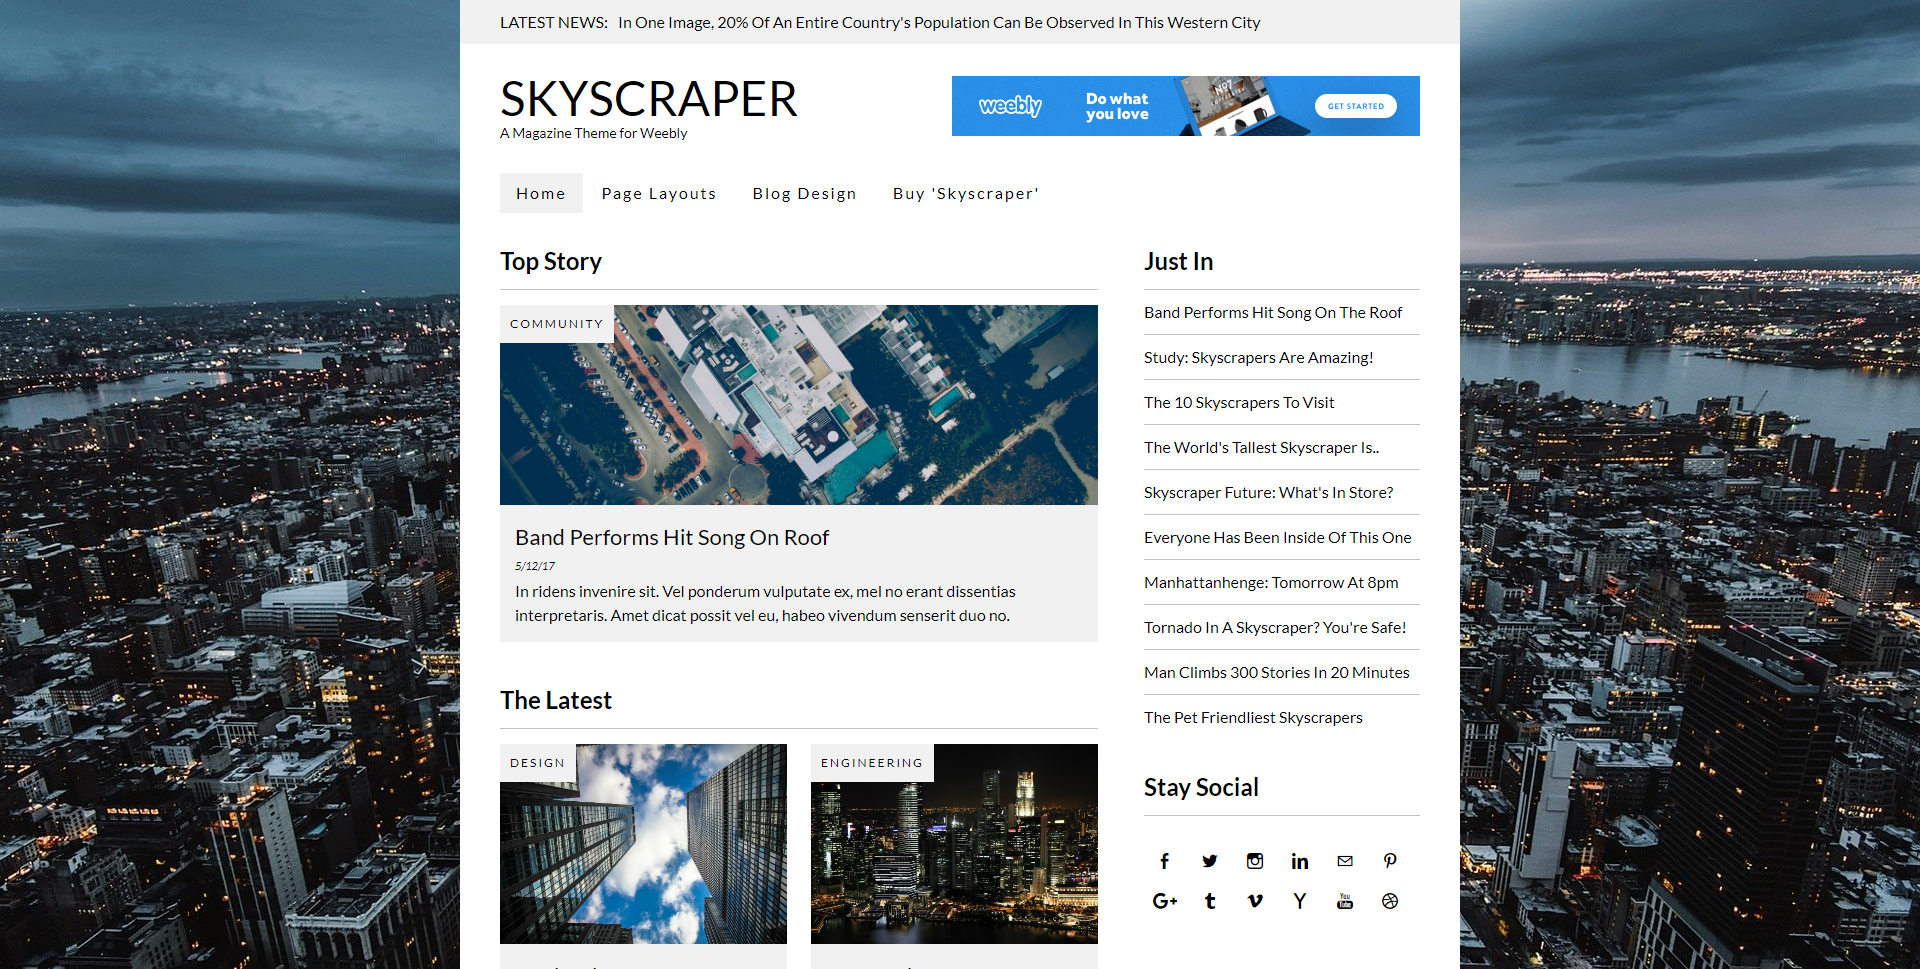 LATEST NEWS: In One Image, 20% Of An Entire Country's Population Can Be Observed In This Western City
SKYSCRAPER
A Magazine Theme for Weebly
weebly
Do what
you love
N°7
GET STARTED
Home
Page Layouts
Blog Design
Buy 'Skyscraper'
Top Story
COMMUNITY
Band Performs Hit Song On Roof
5/12/17
In ridens invenire sit. Vel ponderum vulputate ex, mel no erant dissentias
interpretaris. Amet dicat possit vel eu, habeo vivendum senserit duo no.
The Latest
DESIGN
ENGINEERING
Just In
Band Performs Hit Song On The Roof
Study: Skyscrapers Are Amazing!
The 10 Skyscrapers To Visit
The World's Tallest Skyscraper Is..
Skyscraper Future: What's In Store?
Everyone Has Been Inside Of This One
Manhattanhenge: Tomorrow At 8pm
Tornado In A Skyscraper? You're Safe!
Man Climbs 300 Stories In 20 Minutes
The Pet Friendliest Skyscrapers
Stay Social